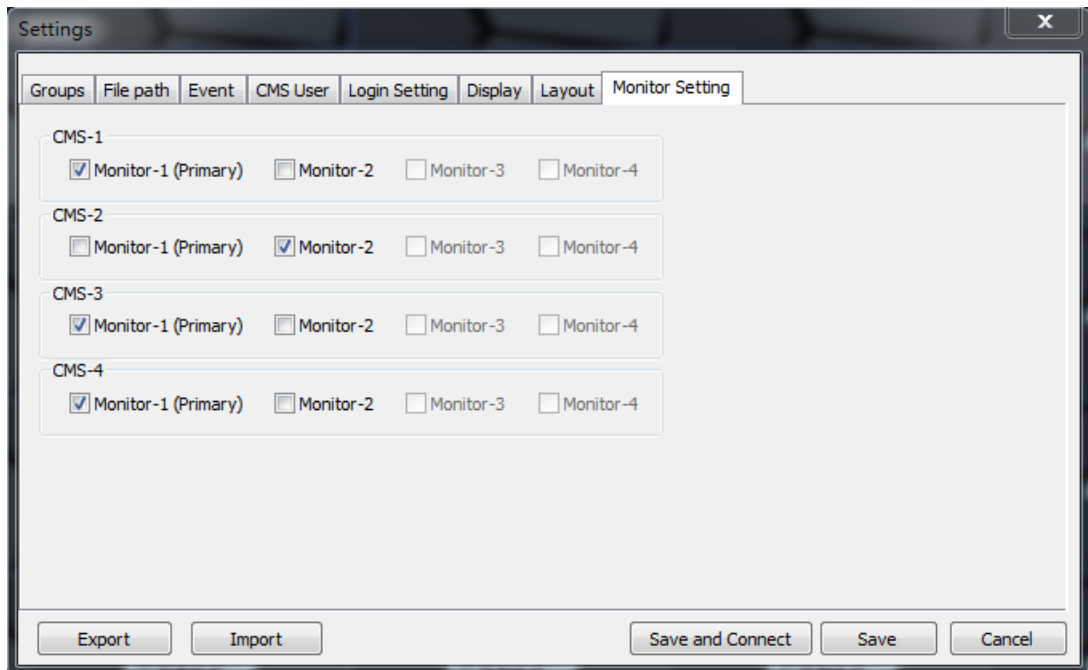 Settings
x
Groups File path Event CMS User Login Setting Display Layout Monitor Setting
CMS-1
Monitor-1 (Primary) Monitor-2 Monitor-3 Monitor-4
CMS-2
Monitor-1 (Primary) Monitor-2 Monitor-3 Monitor-4
CMS-3
Monitor-1 (Primary) Monitor-2 Monitor-3 Monitor-4
CMS-4
Monitor-1 (Primary) Monitor-2 Monitor-3 Monitor-4
Export Import Save and Connect Save Cancel